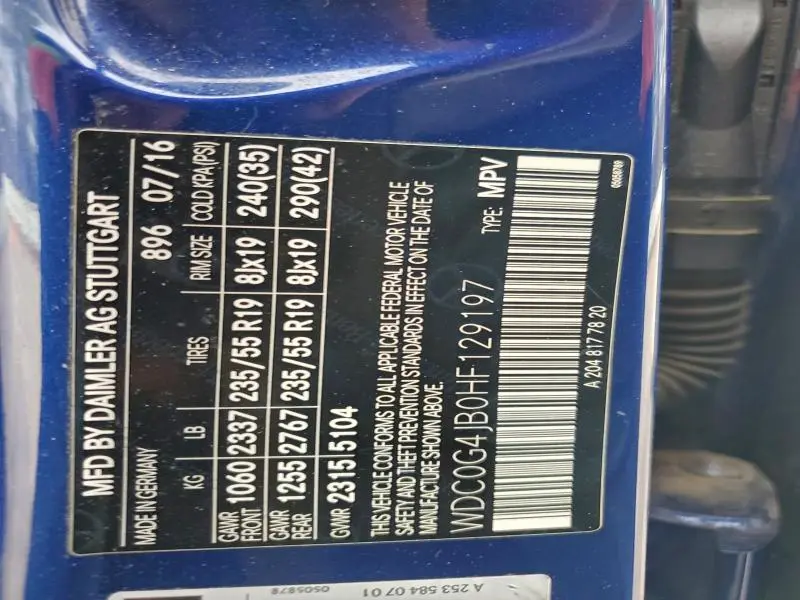 MFD BY DAIMLER AG STUTTGART
MADE IN GERMANY 896 07/16
KG LB TIRES RIM SIZE COLD KPA(PSI)
GAWR FRONT 1060 2337 235/55 R19 8Jx19 240(35)
GAWR REAR 1255 2767 235/55 R19 8Jx19 290(42)
GVWR 2315 5104
THIS VEHICLE CONFORMS TO ALL APPLICABLE FEDERAL MOTOR VEHICLE
SAFETY AND THEFT PREVENTION STANDARDS IN EFFECT ON THE DATE OF
MANUFACTURE SHOWN ABOVE.
WDC0G4JB0HF129197 TYPE: MPV
A 204 817 78 20 05058789
A 253 584 07 01